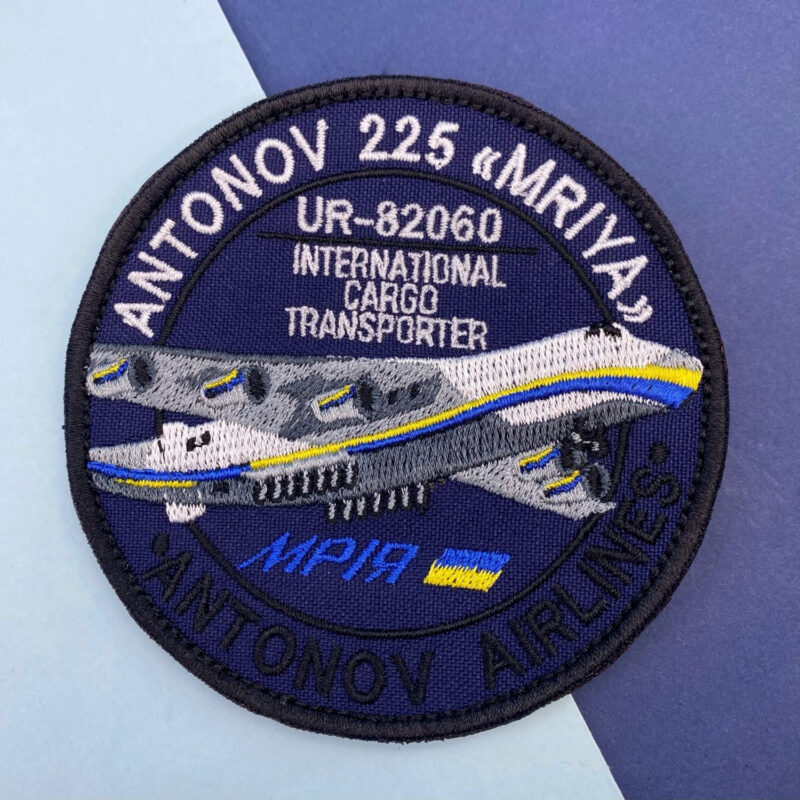 ANTONOV 225 «MRIYA»
UR-82060
INTERNATIONAL
CARGO
TRANSPORTER
МРІЯ
• ANTONOV AIRLINES •